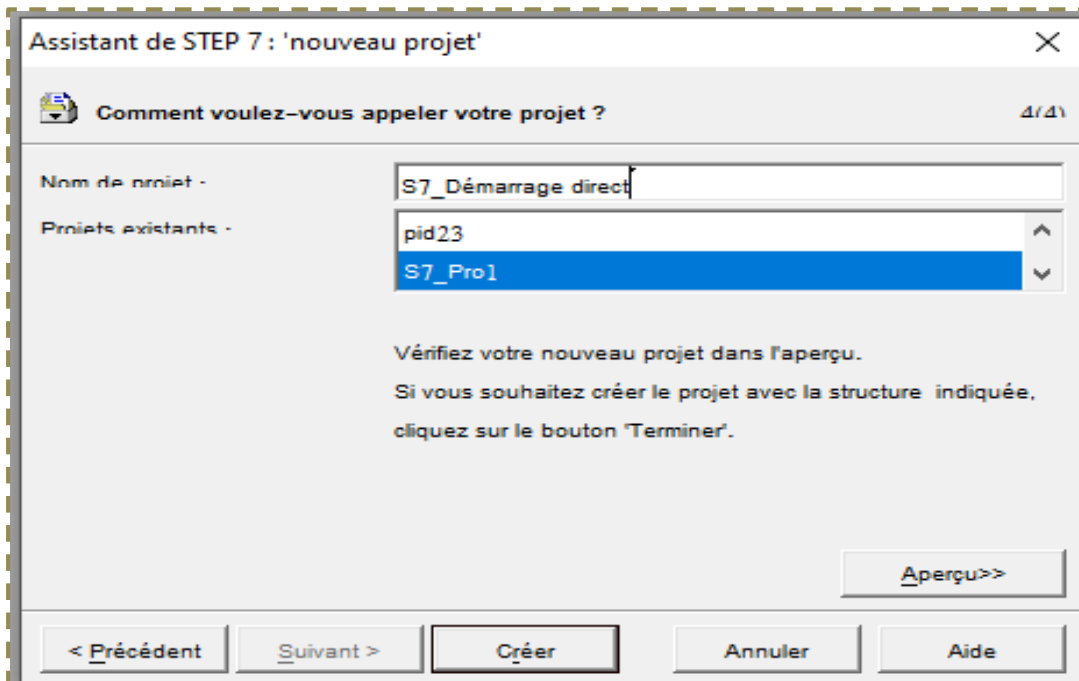 Assistant de STEP 7 : 'nouveau projet'
Comment voulez-vous appeler votre projet ? 4(4)
Nom de projet : S7_Démarrage direct
Projets existants : pid23
S7_Pro1
Vérifiez votre nouveau projet dans l'aperçu.
Si vous souhaitez créer le projet avec la structure indiquée,
cliquez sur le bouton 'Terminer'.
Aperçu>>
< Précédent Suivant > Créer Annuler Aide